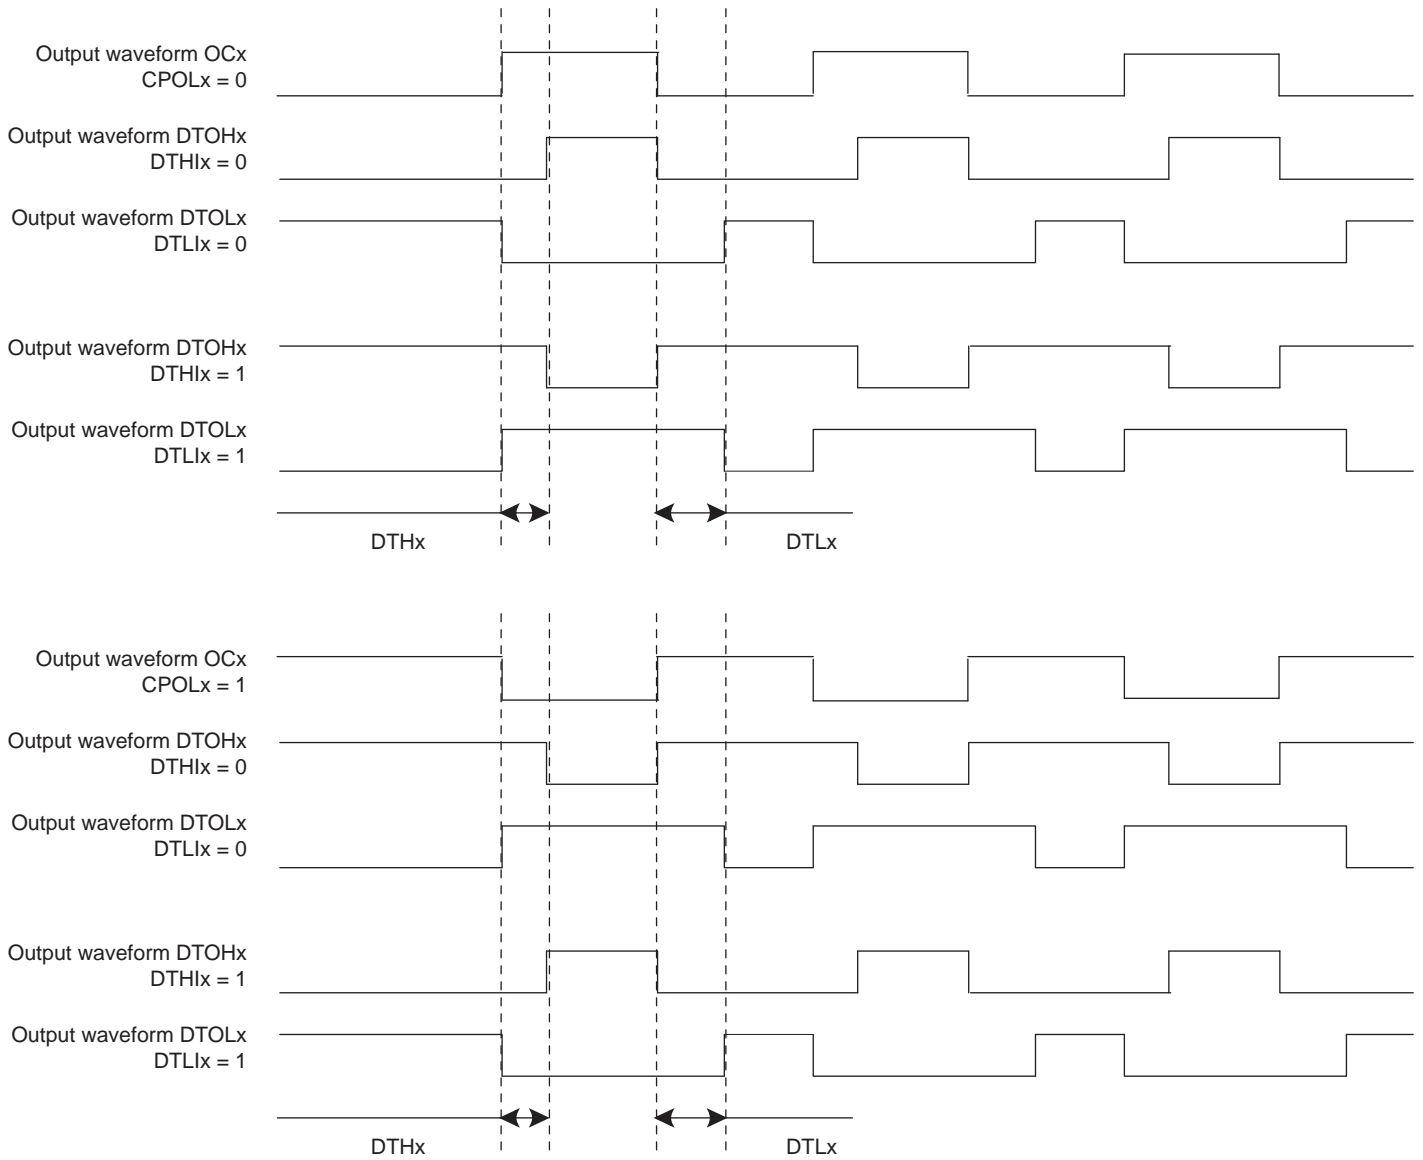 Output waveform OCx
CPOLx = 0
Output waveform DTOHx
DTHIx = 0
Output waveform DTOLx
DTLIx = 0
Output waveform DTOHx
DTHIx = 1
Output waveform DTOLx
DTLIx = 1
DTHx
DTLx
Output waveform OCx
CPOLx = 1
Output waveform DTOHx
DTHIx = 0
Output waveform DTOLx
DTLIx = 0
Output waveform DTOHx
DTHIx = 1
Output waveform DTOLx
DTLIx = 1
DTHx
DTLx